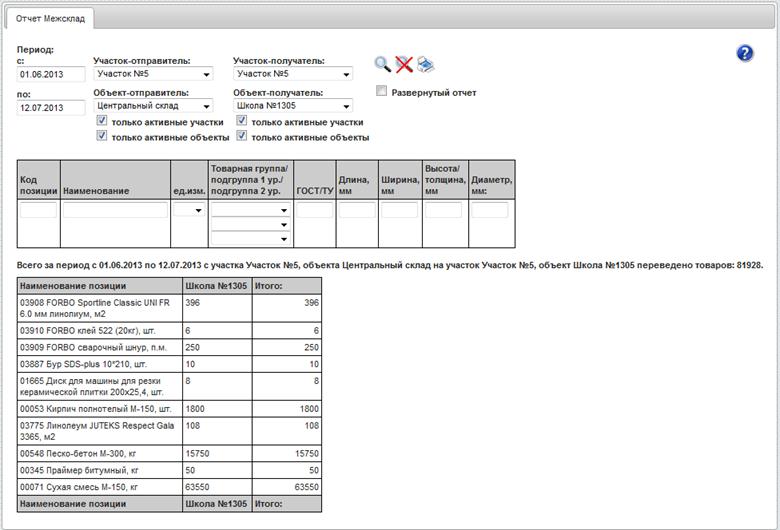 Отчет Межсклад
Период:
с: Участок-отправитель: Участок-получатель:
01.06.2013 Участок №5 Участок №5
по: Объект-отправитель: Объект-получатель: Развернутый отчет
12.07.2013 Центральный склад Школа №1305
только активные участки только активные участки
только активные объекты только активные объекты
Товарная группа/ Высота/
Код подгруппа 1 ур./ Длина, Ширина, толщина, Диаметр,
позиции Наименование ед.изм. подгруппа 2 ур. ГОСТ/ТУ мм мм мм мм:
Всего за период с 01.06.2013 по 12.07.2013 с участка Участок №5, объекта Центральный склад на участок Участок №5, объект Школа №1305 переведено товаров: 81928.
Наименование позиции Школа №1305 Итого:
03908 FORBO Sportline Classic UNI FR 396 396
6.0 мм линолиум, м2
03910 FORBO клей 522 (20кг), шт. 6 6
03909 FORBO сварочный шнур, п.м. 250 250
03887 Бур SDS-plus 10*210, шт. 10 10
01665 Диск для машины для резки 8 8
керамической плитки 200x25,4, шт.
00053 Кирпич полнотелый М-150, шт. 1800 1800
03775 Линолеум JUTEKS Respect Gala 108 108
3365, м2
00548 Песко-бетон М-300, кг 15750 15750
00345 Праймер битумный, кг 50 50
00071 Сухая смесь М-150, кг 63550 63550
Наименование позиции Школа №1305 Итого: